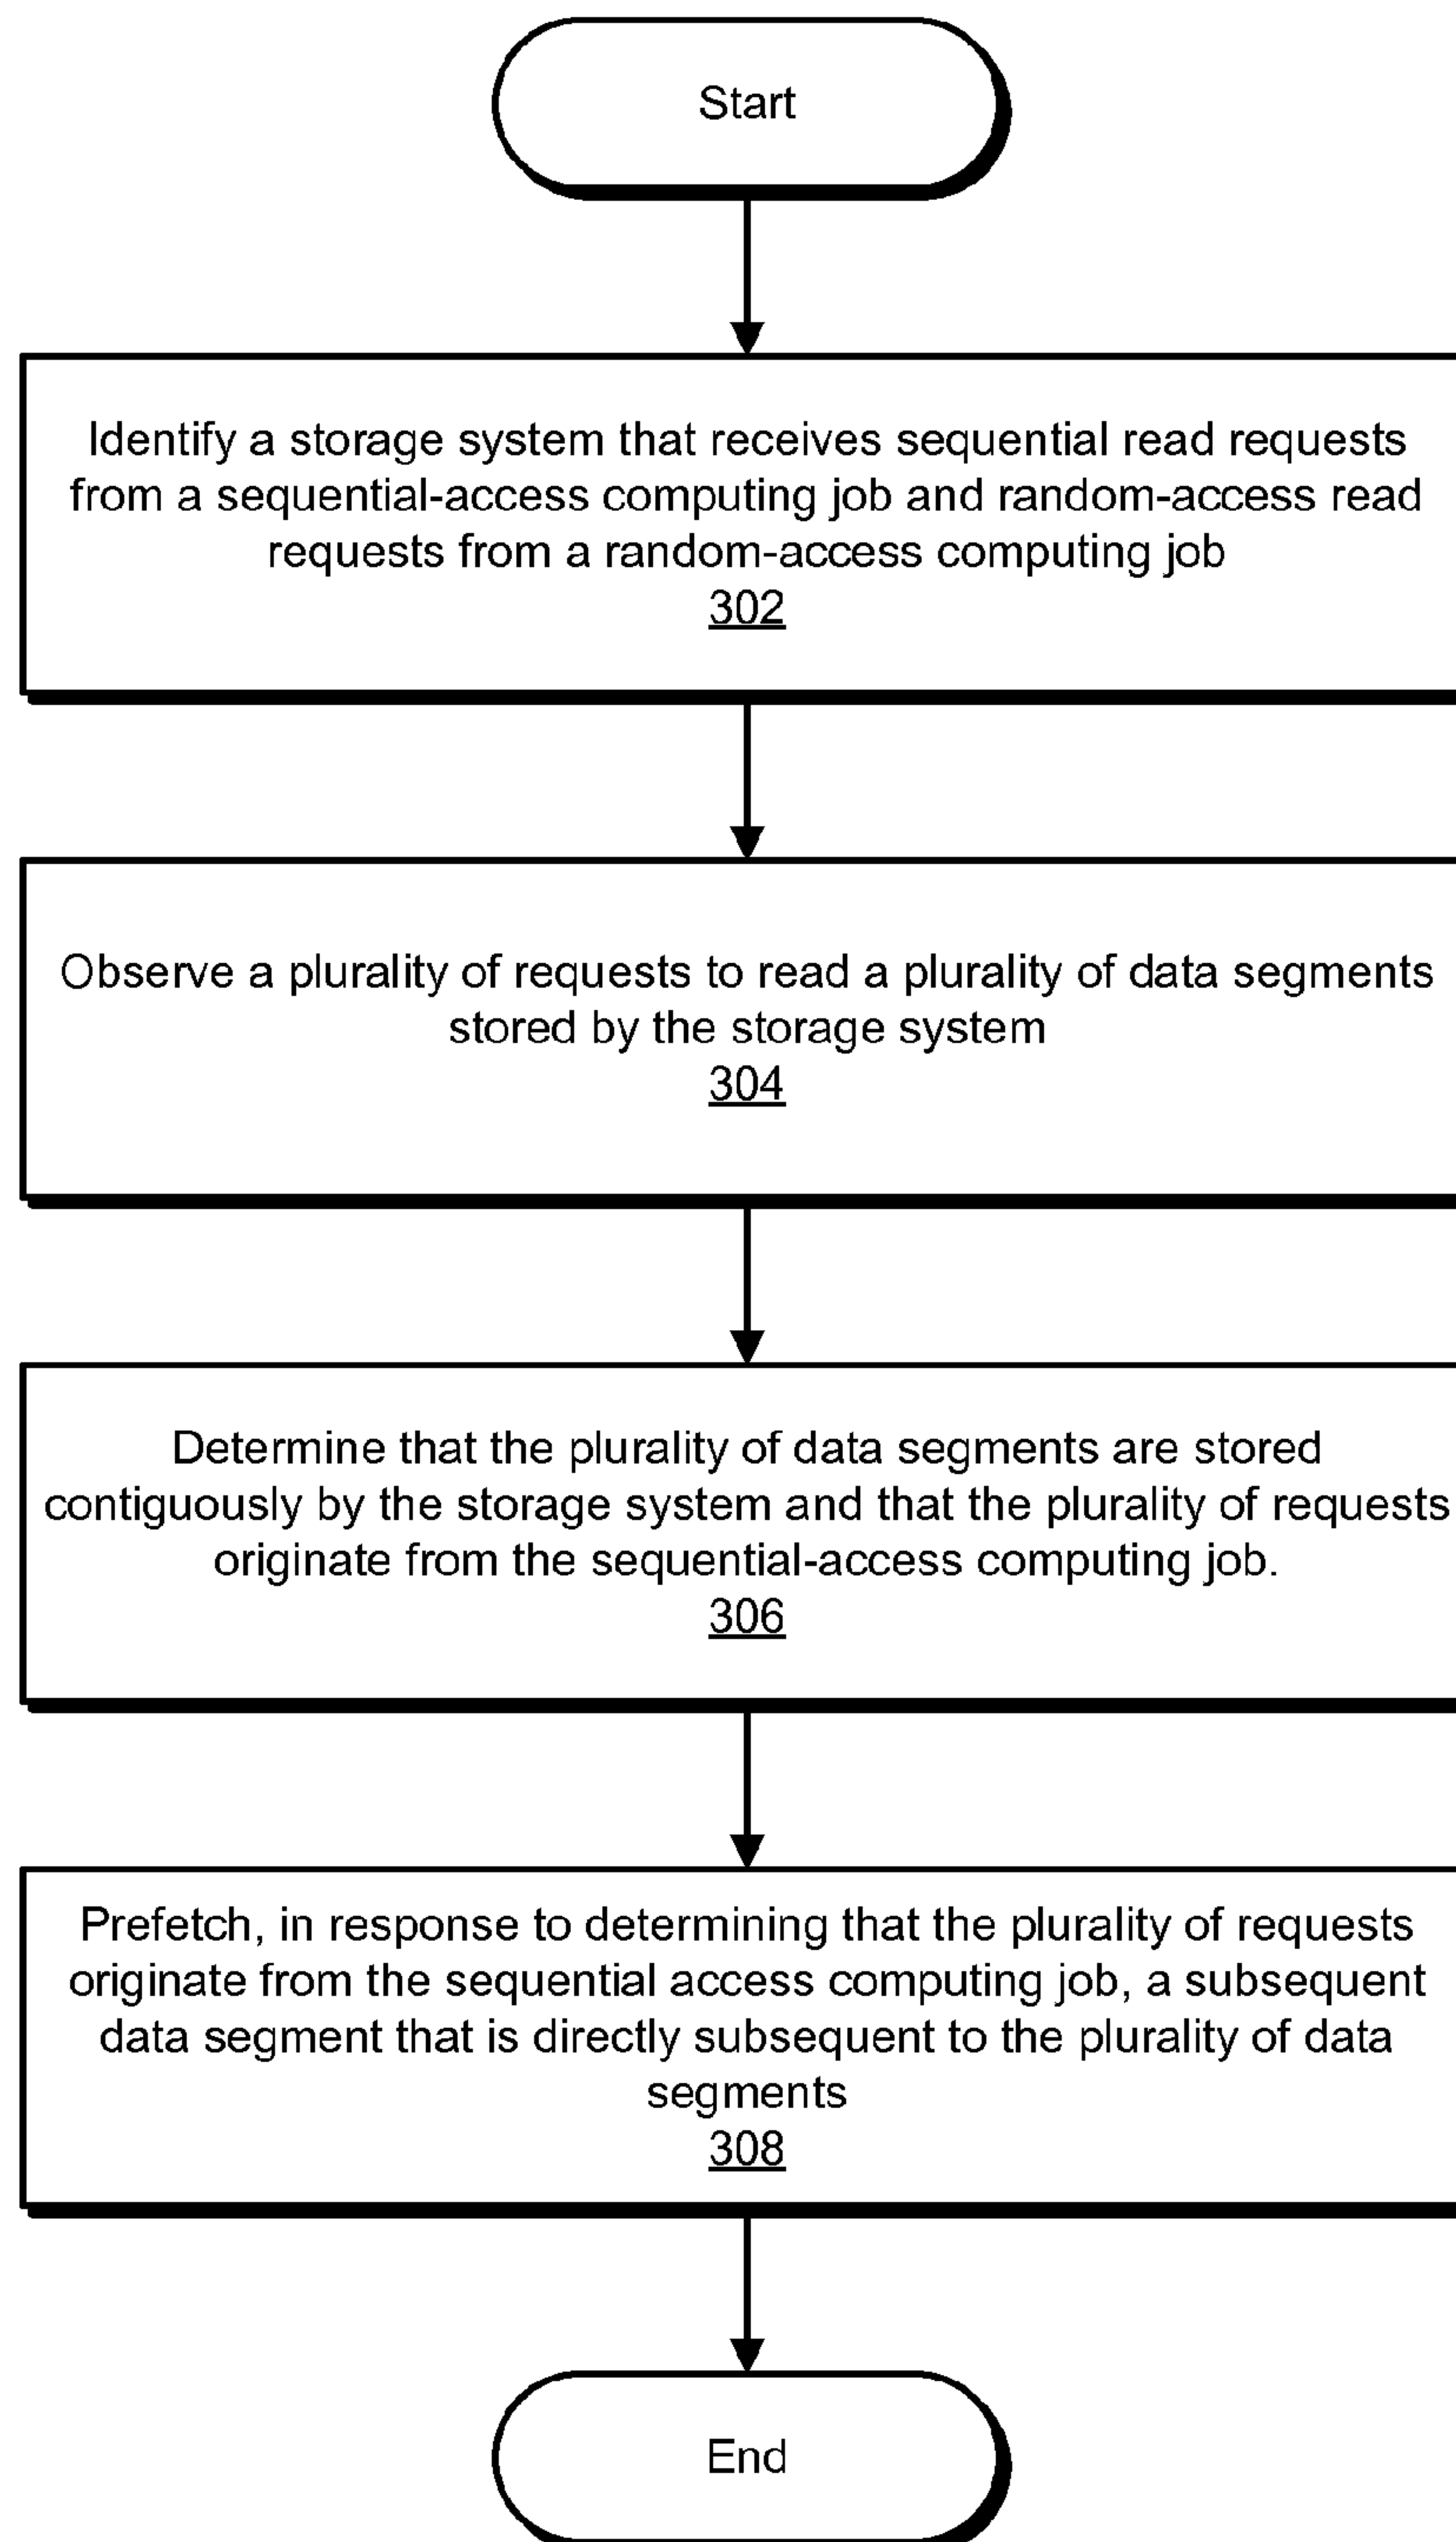 Start
Identify a storage system that receives sequential read requests
from a sequential-access computing job and random-access read
requests from a random-access computing job
302
Observe a plurality of requests to read a plurality of data segments
stored by the storage system
304
Determine that the plurality of data segments are stored
contiguously by the storage system and that the plurality of requests
originate from the sequential-access computing job.
306
Prefetch, in response to determining that the plurality of requests
originate from the sequential access computing job, a subsequent
data segment that is directly subsequent to the plurality of data
segments
308
End